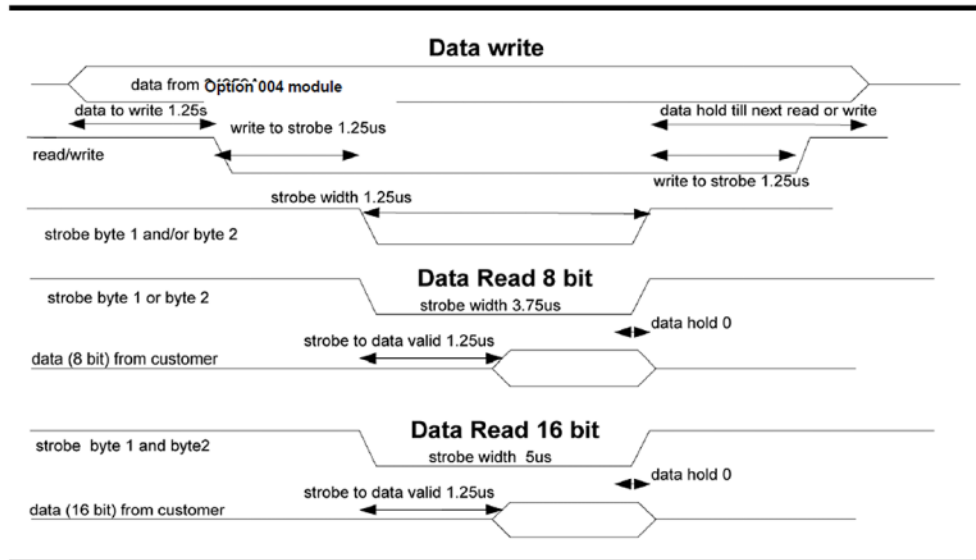 Data write
data from Option 004 module
data to write 1.25s
data hold till next read or write
write to strobe 1.25us
read/write
write to strobe 1.25us
strobe width 1.25us
strobe byte 1 and/or byte 2
Data Read 8 bit
strobe byte 1 or byte 2
strobe width 3.75us
data hold 0
strobe to data valid 1.25us
data (8 bit) from customer
Data Read 16 bit
strobe byte 1 and byte2
strobe width 5us
data hold 0
strobe to data valid 1.25us
data (16 bit) from customer